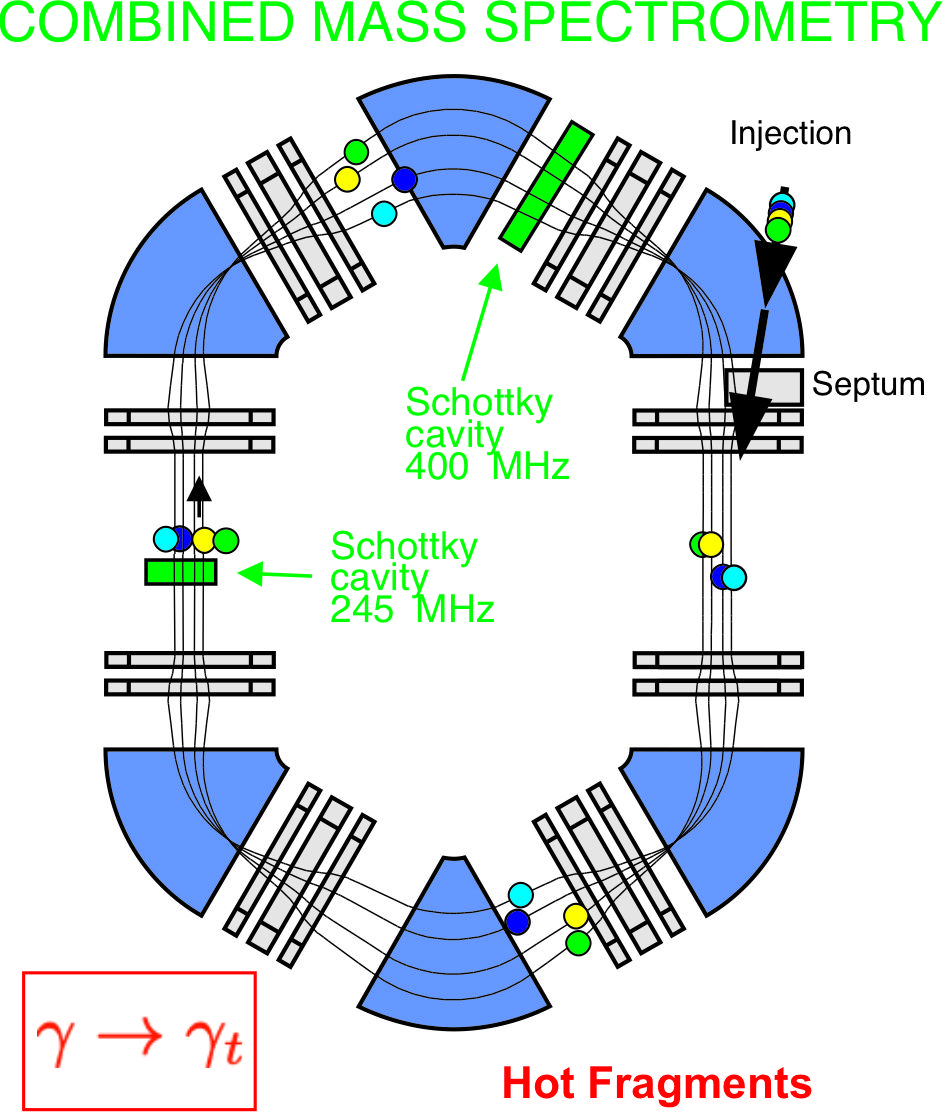 COMBINED MASS SPECTROMETRY
Injection
Septum
Schottky
cavity
400 MHz
Schottky
cavity
245 MHz
γ → γₜ
Hot Fragments